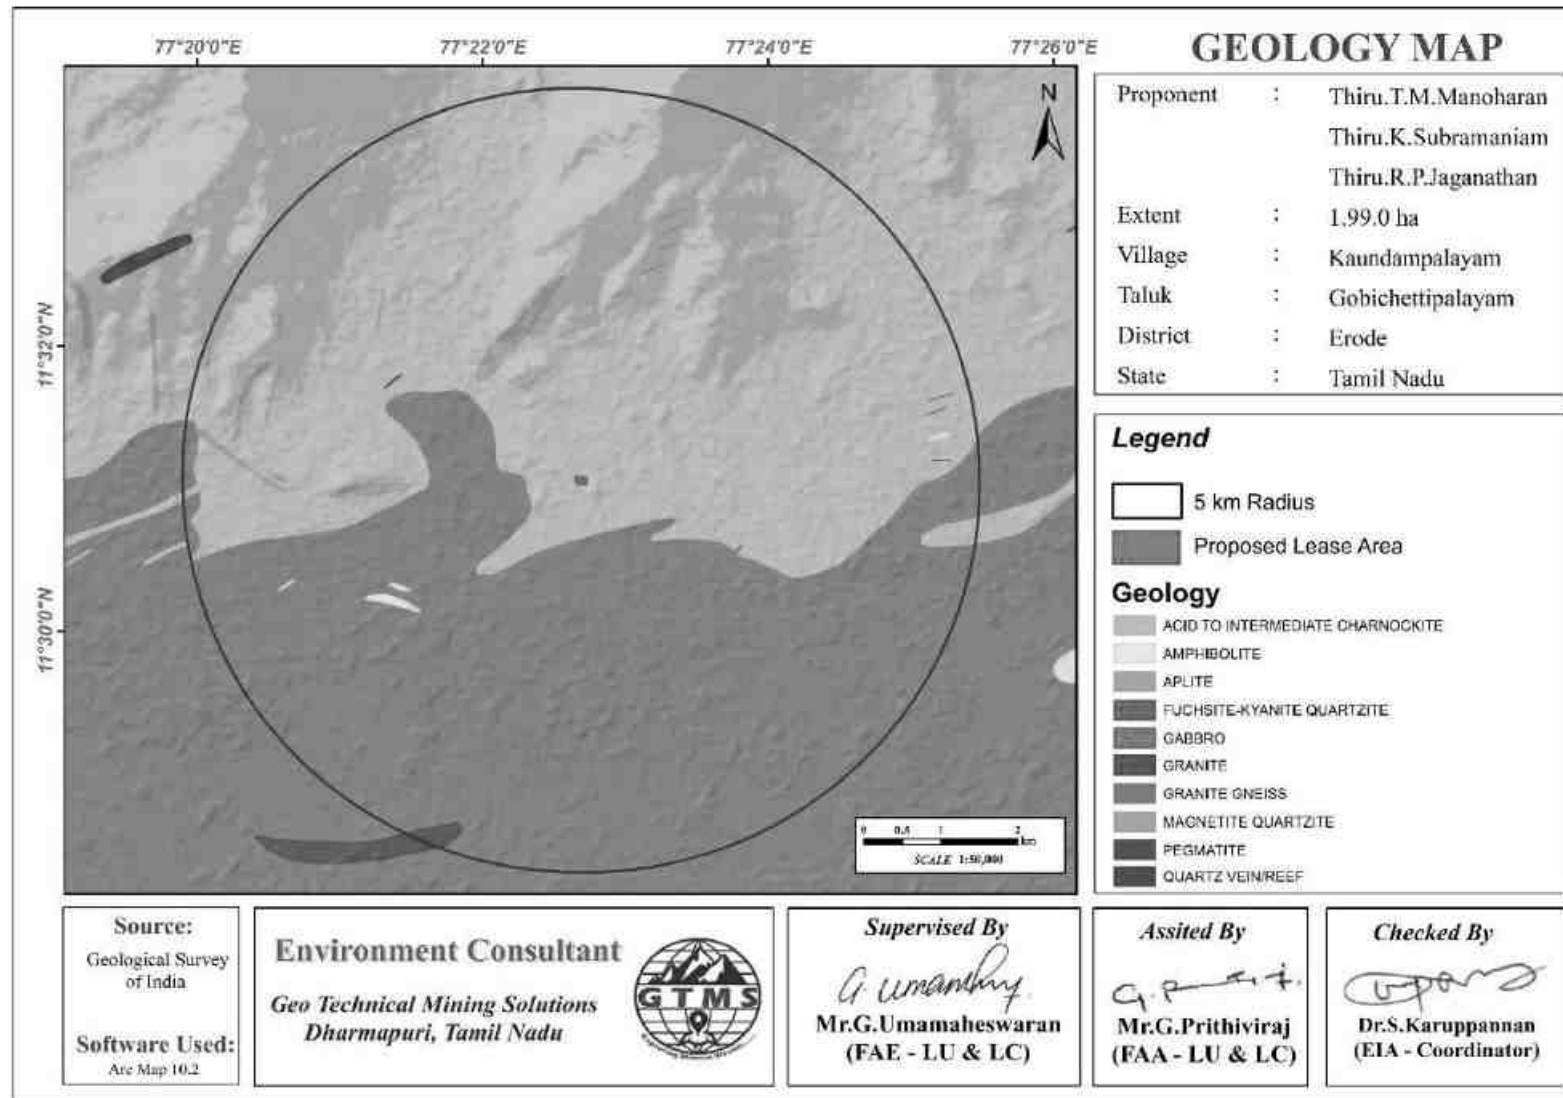 GEOLOGY MAP
77°20'0"E
77°22'0"E
77°24'0"E
77°26'0"E
N
11°32'0"N
11°30'0"N
0 0.5 1 2
km
SCALE 1:50,000
Proponent : Thiru.T.M.Manoharan
Thiru.K.Subramaniam
Thiru.R.P.Jaganathan
Extent : 1.99.0 ha
Village : Kaundampalayam
Taluk : Gobichettipalayam
District : Erode
State : Tamil Nadu
Legend
5 km Radius
Proposed Lease Area
Geology
ACID TO INTERMEDIATE CHARNOCKITE
AMPHIBOLITE
APLITE
FUCHSITE-KYANITE QUARTZITE
GABBRO
GRANITE
GRANITE GNEISS
MAGNETITE QUARTZITE
PEGMATITE
QUARTZ VEIN/REEF
Source:
Geological Survey
of India
Software Used:
Arc Map 10.2
Environment Consultant
Geo Technical Mining Solutions
Dharmapuri, Tamil Nadu
GTMS
Supervised By
Mr.G.Umamaheswaran
(FAE - LU & LC)
Assited By
Mr.G.Prithiviraj
(FAA - LU & LC)
Checked By
Dr.S.Karuppannan
(EIA - Coordinator)